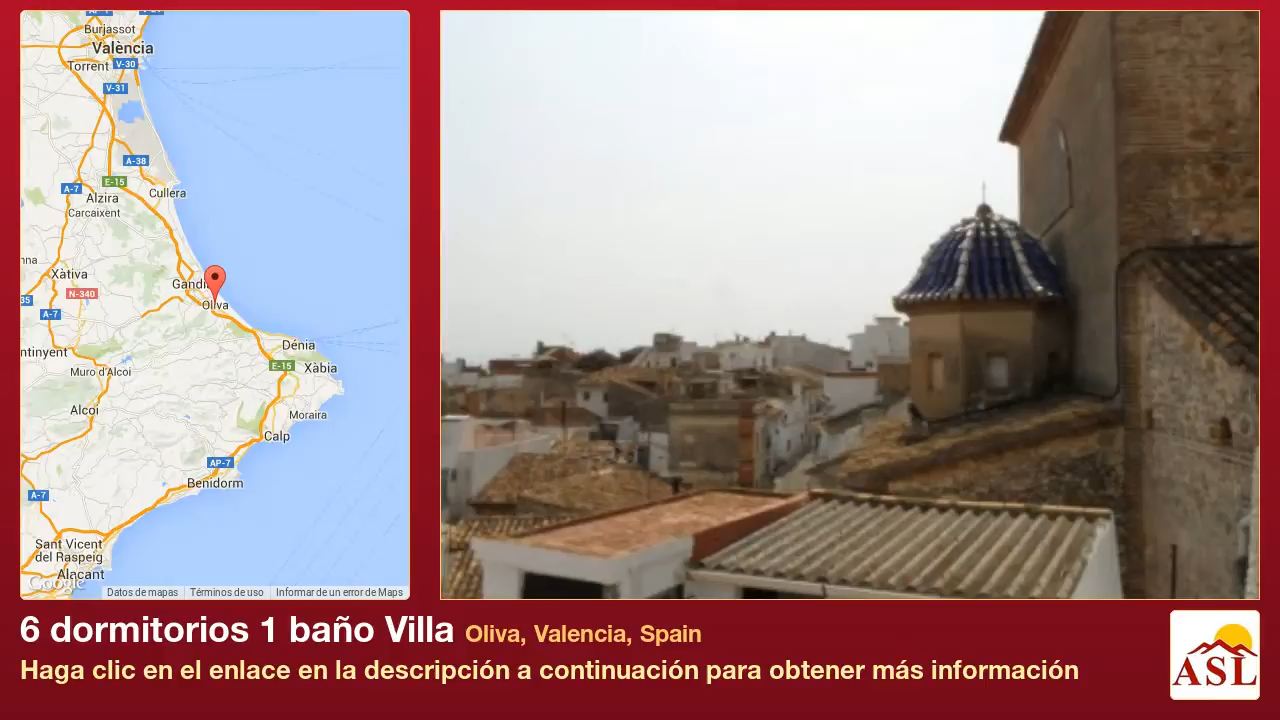 Burjassot
València
Torrent
V-30
V-31
A-38
E-15
A-7
Alzira
Cullera
Carcaixent
Xàtiva
N-340
A-7
Oliva
Dénia
E-15
Xàbia
Muro d'Alcoi
Alcoi
Moraira
Calp
AP-7
Benidorm
A-7
Sant Vicent
del Raspeig
Alacant
Google
Datos de mapas Términos de uso Informar de un error de Maps
6 dormitorios 1 baño Villa Oliva, Valencia, Spain
Haga clic en el enlace en la descripción a continuación para obtener más información
ASL